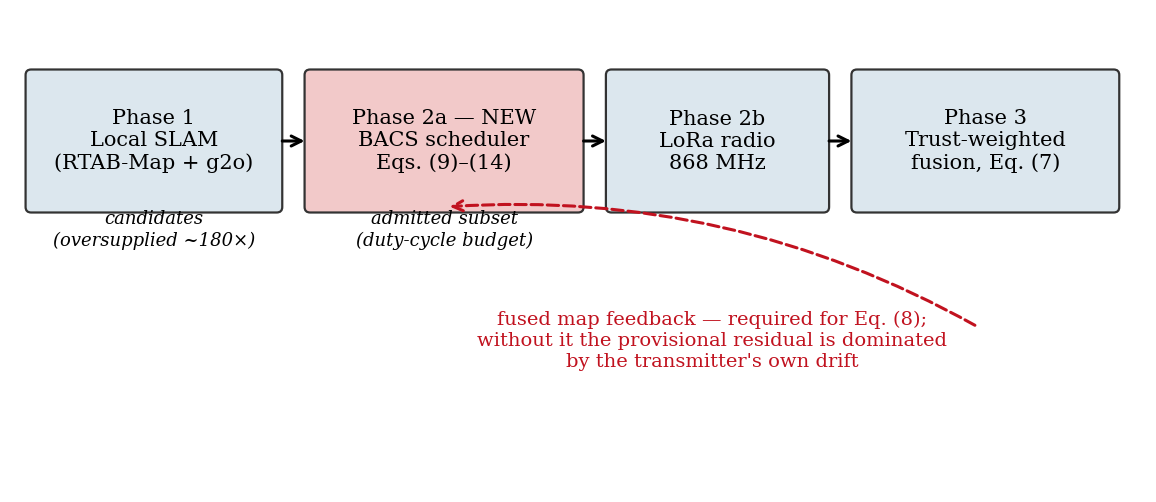 Phase 1
Local SLAM
(RTAB-Map + g2o)
Phase 2a — NEW
BACS scheduler
Eqs. (9)–(14)
Phase 2b
LoRa radio
868 MHz
Phase 3
Trust-weighted
fusion, Eq. (7)
candidates
(oversupplied ~180×)
admitted subset
(duty-cycle budget)
fused map feedback — required for Eq. (8);
without it the provisional residual is dominated
by the transmitter's own drift